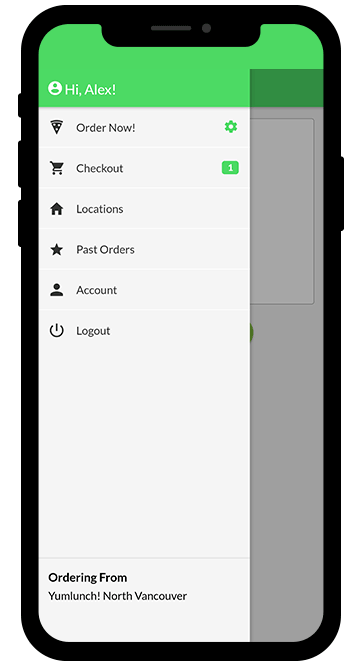 Hi, Alex!
Order Now!
Checkout 1
Locations
Past Orders
Account
Logout
Ordering From
Yumlunch! North Vancouver